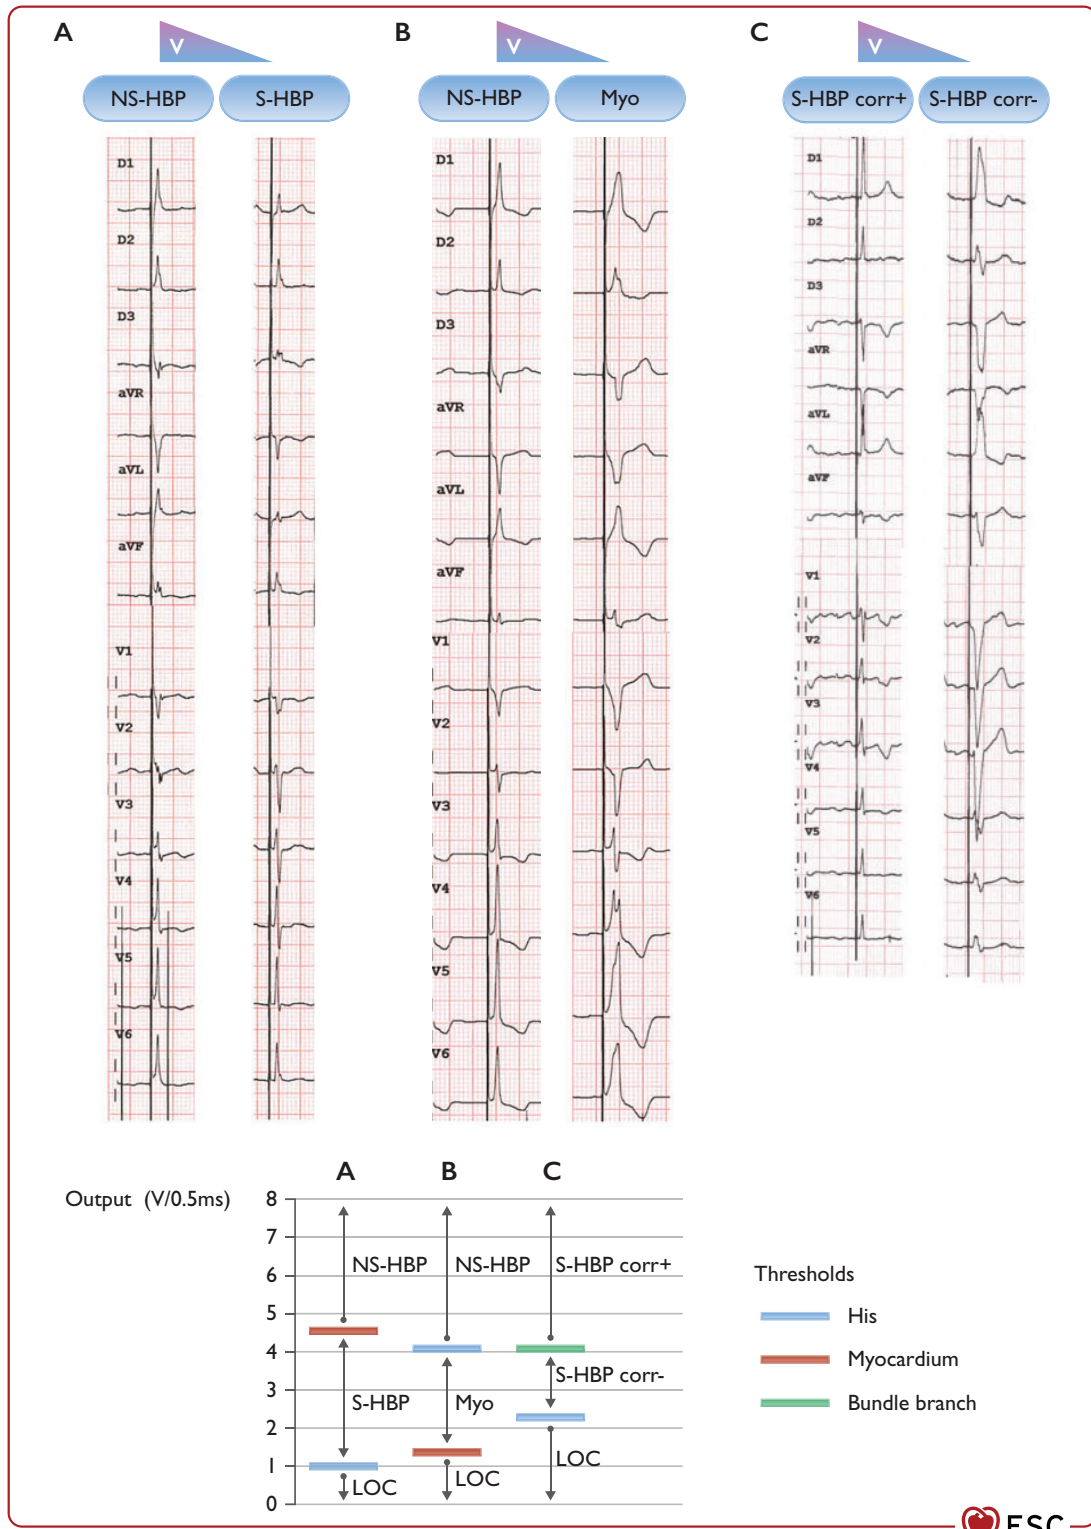 A
V
NS-HBP S-HBP
D1
D2
D3
aVR
aVL
aVF
V1
V2
V3
V4
V5
V6
B
V
NS-HBP Myo
D1
D2
D3
aVR
aVL
aVF
V1
V2
V3
V4
V5
V6
C
V
S-HBP corr+ S-HBP corr-
D1
D2
D3
aVR
aVL
aVF
V1
V2
V3
V4
V5
V6
A B C
Output (V/0.5ms)
8
7
6
5
4
3
2
1
0
NS-HBP NS-HBP S-HBP corr+
S-HBP corr-
S-HBP Myo
LOC LOC LOC
Thresholds
His
Myocardium
Bundle branch
ESC